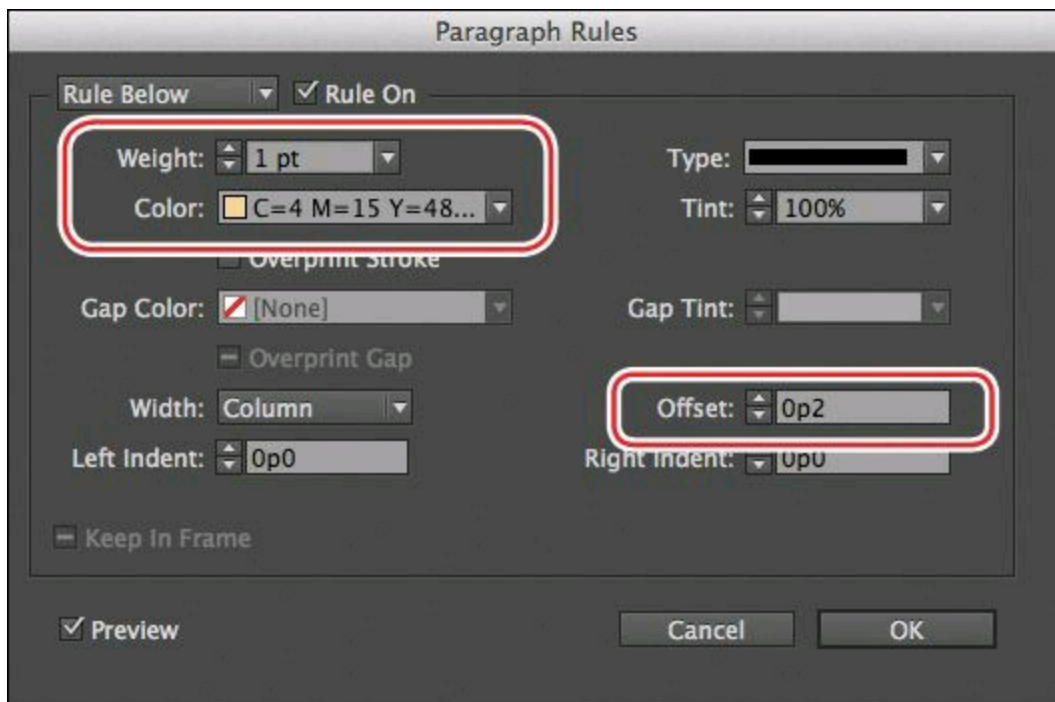 Paragraph Rules
Rule Below Rule On
Weight: 1 pt Type:
Color: C=4 M=15 Y=48... Tint: 100%
Overprint Stroke
Gap Color: [None] Gap Tint:
Overprint Gap
Width: Column Offset: 0p2
Left Indent: 0p0 Right Indent: 0p0
Keep In Frame
Preview Cancel OK